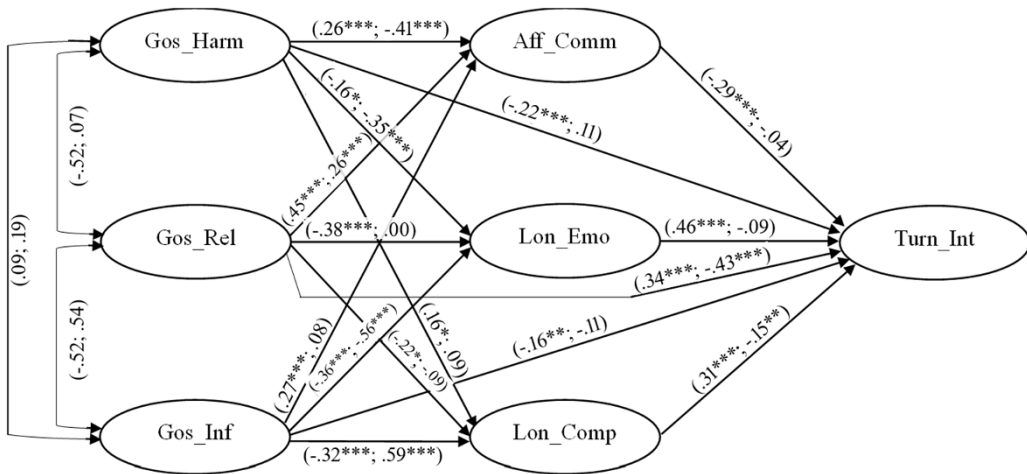 Gos_Harm
(.26***; -.41***)
Aff_Comm
(-.16*; -.35***)
(-.22***; .11)
(-.29***; -.04)
(-.52; .07)
(.09; .19)
(.45***; .26***)
Gos_Rel
(-.38***; .00)
Lon_Emo
(.46***; -.09)
Turn_Int
(.34***; -.43***)
(-.52; .54)
(.27***; .08)
(-.36***; -.56***)
(.16*; .09)
(-.22*; -.09)
(-.16**; -.11)
(.31***; -.15**)
Gos_Inf
(-.32***; .59***)
Lon_Comp